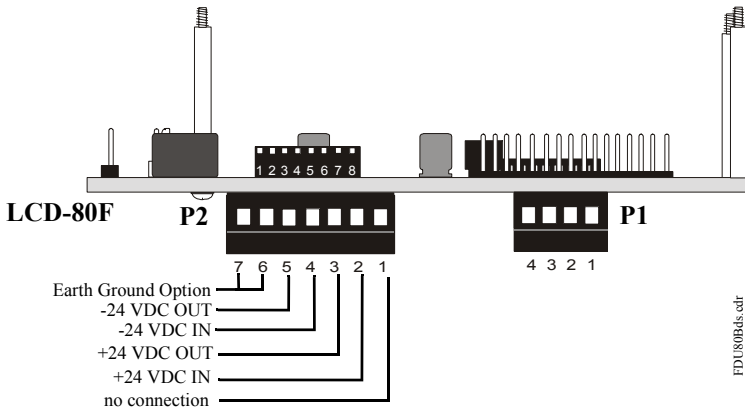 1 2 3 4 5 6 7 8
LCD-80F
P2
P1
7 6 5 4 3 2 1
4 3 2 1
Earth Ground Option
-24 VDC OUT
-24 VDC IN
+24 VDC OUT
+24 VDC IN
no connection
FDU80Bds.cdr